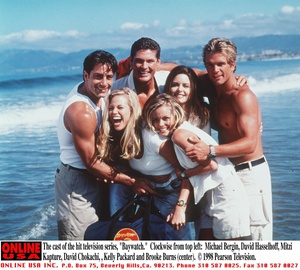 ONLINE
USA
The cast of the hit television series, "Baywatch." Clockwise from top left: Michael Bergin, David Hasselhoff, Mitzi
Kapture, David Chokachi, , Kelly Packard and Brooke Burns (center). © 1998 Pearson Television.
ONLINE USA INC. P.O. Box 75, Beverly Hills,Ca. 90213. Phone 310 587 0025. Fax 310 587 0027